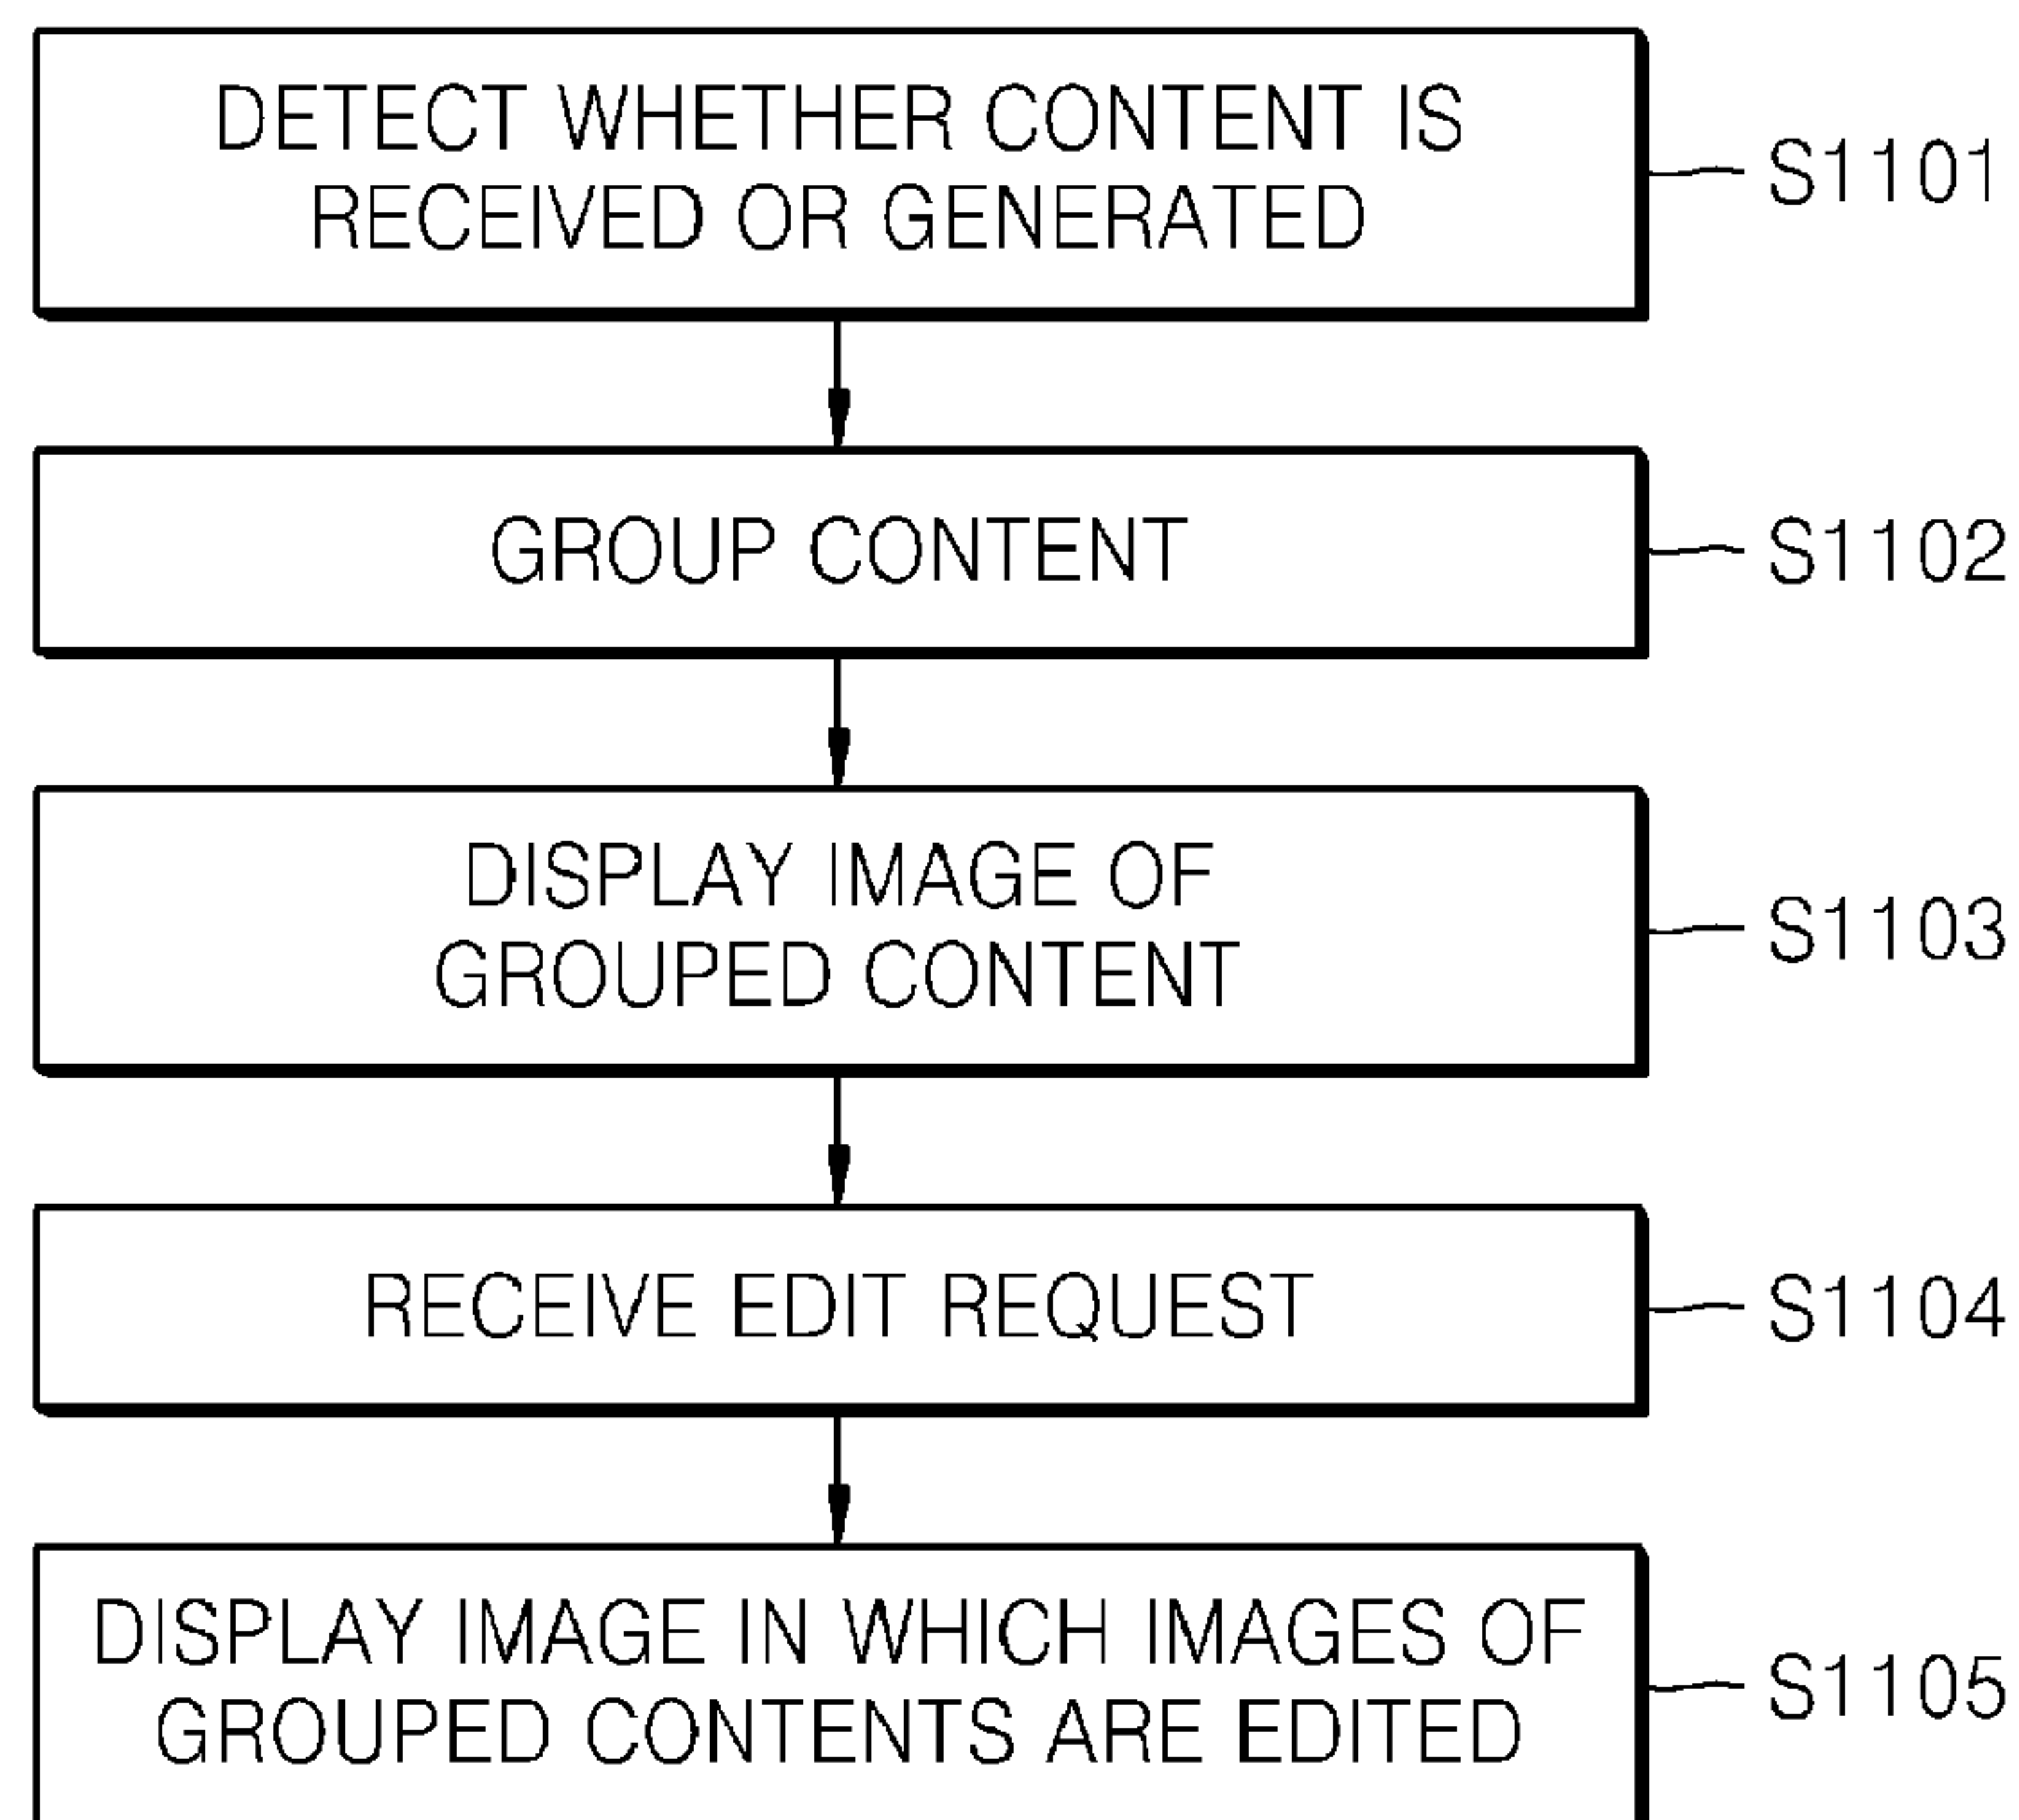 DETECT WHETHER CONTENT IS
RECEIVED OR GENERATED
S1101
GROUP CONTENT
S1102
DISPLAY IMAGE OF
GROUPED CONTENT
S1103
RECEIVE EDIT REQUEST
S1104
DISPLAY IMAGE IN WHICH IMAGES OF
GROUPED CONTENTS ARE EDITED
S1105